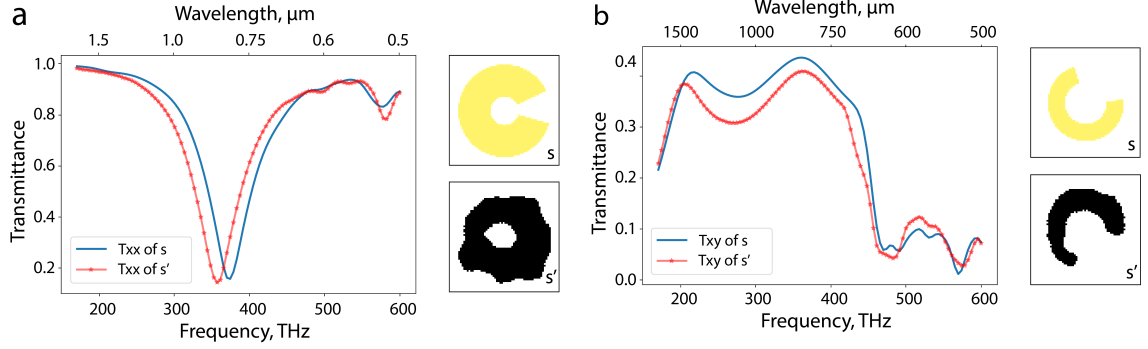 a
Wavelength, μm
1.5 1.0 0.75 0.6 0.5
1.0
0.8
0.6
0.4
0.2
Transmittance
Txx of s
Txx of s'
200 300 400 500 600
Frequency, THz
s
s'
b
Wavelength, μm
1500 1000 750 600 500
0.4
0.3
0.2
0.1
0.0
Transmittance
Txy of s
Txy of s'
200 300 400 500 600
Frequency, THz
s
s'